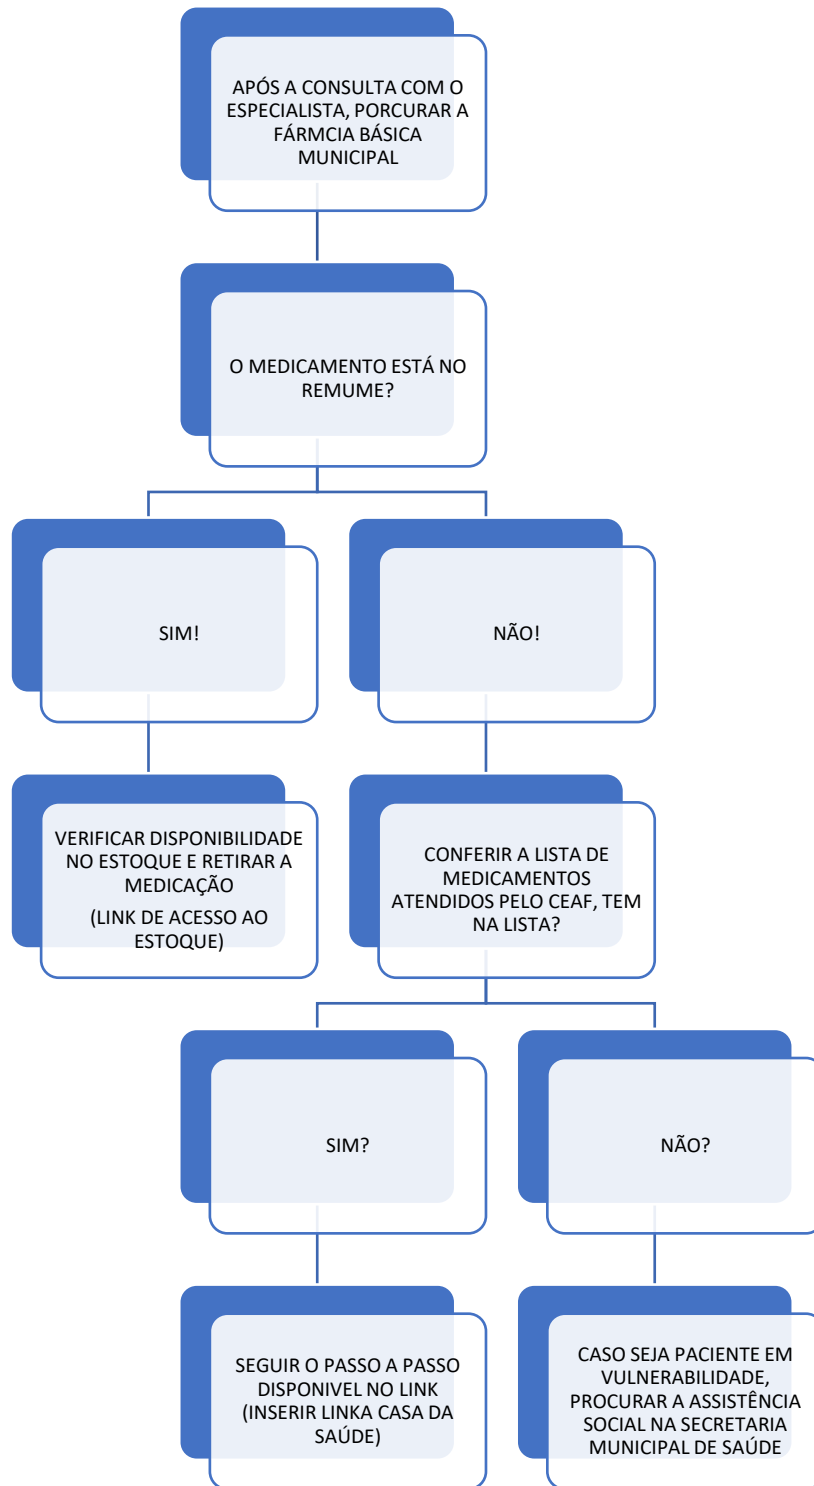 APÓS A CONSULTA COM O
ESPECIALISTA, PORCURAR A
FÁRMCIA BÁSICA
MUNICIPAL
O MEDICAMENTO ESTÁ NO
REMUME?
SIM!
NÃO!
VERIFICAR DISPONIBILIDADE
NO ESTOQUE E RETIRAR A
MEDICAÇÃO
(LINK DE ACESSO AO
ESTOQUE)
CONFERIR A LISTA DE
MEDICAMENTOS
ATENDIDOS PELO CEAF, TEM
NA LISTA?
SIM?
NÃO?
SEGUIR O PASSO A PASSO
DISPONIVEL NO LINK
(INSERIR LINKA CASA DA
SAÚDE)
CASO SEJA PACIENTE EM
VULNERABILIDADE,
PROCURAR A ASSISTÊNCIA
SOCIAL NA SECRETARIA
MUNICIPAL DE SAÚDE